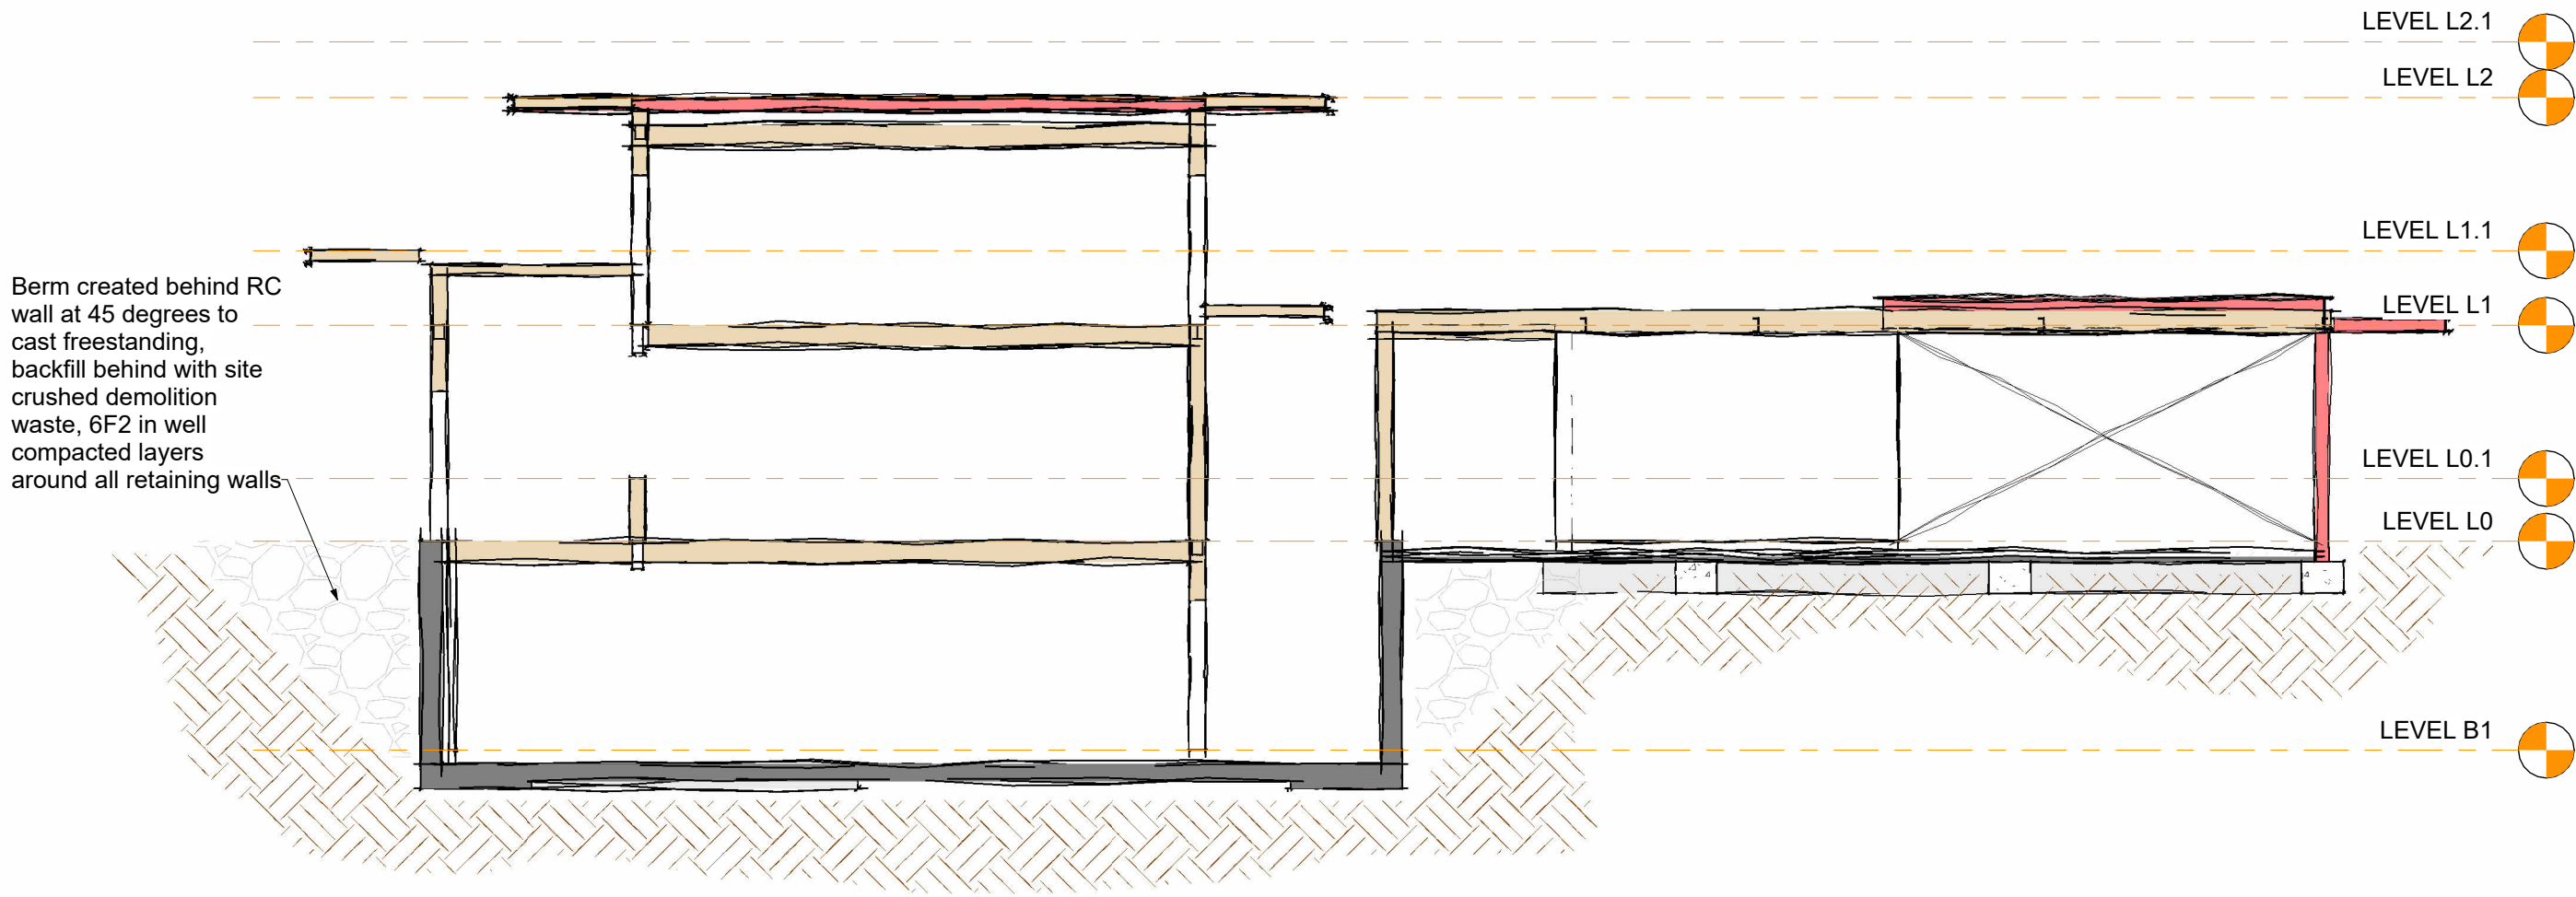 LEVEL L2.1
LEVEL L2
LEVEL L1.1
Berm created behind RC
wall at 45 degrees to
cast freestanding,
backfill behind with site
crushed demolition
waste, 6F2 in well
compacted layers
around all retaining walls
LEVEL L1
LEVEL L0.1
LEVEL L0
LEVEL B1